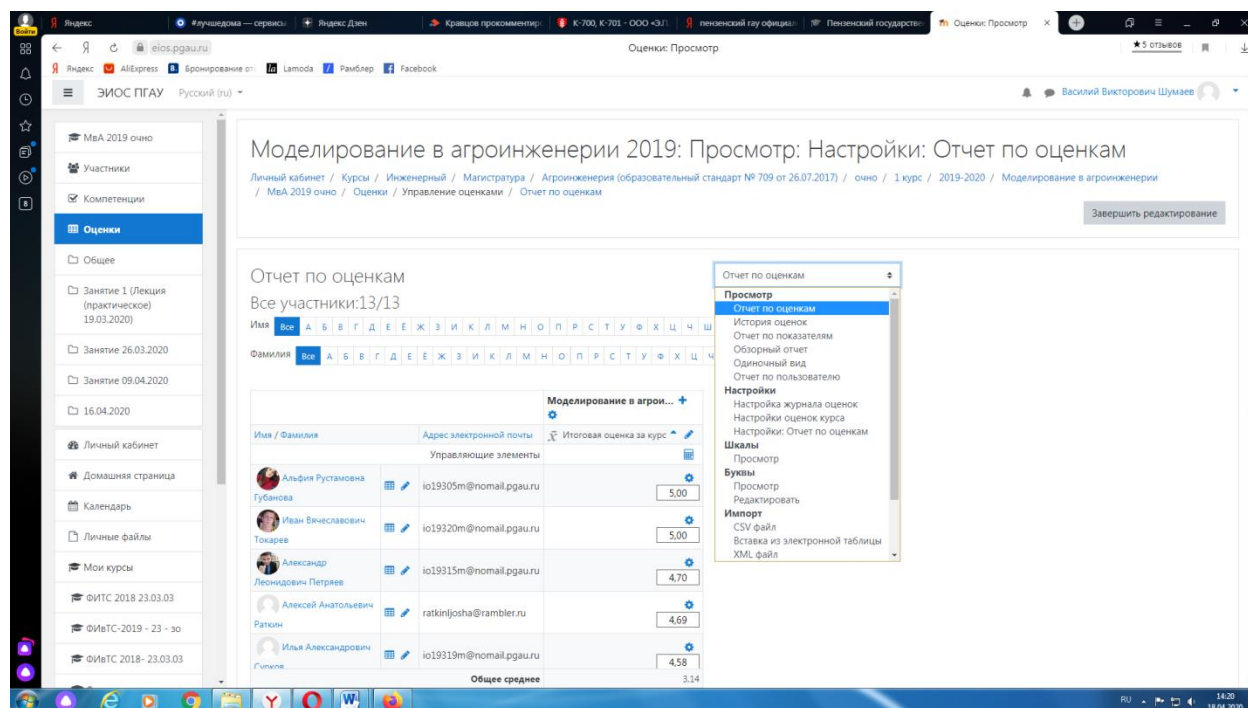 Яндекс #лучшедома — сервисы Яндекс Дзен Кравцов прокомментир К-700, К-701 - ООО «Э.П. пензенский гау официал Пензенский государстве Оценки: Просмотр
Войти
eios.pgau.ru Оценки: Просмотр ★5 отзывов
Яндекс AliExpress Бронирование от Lamoda Рамблер Facebook
ЭИОС ПГАУ Русский (ru) Василий Викторович Шумаев
МвА 2019 очно
Участники
Компетенции
Оценки
Общее
Занятие 1 (Лекция
(практическое)
19.03.2020)
Занятие 26.03.2020
Занятие 09.04.2020
16.04.2020
Личный кабинет
Домашняя страница
Календарь
Личные файлы
Мои курсы
ФИТС 2018 23.03.03
ФИвТС-2019 - 23 - зо
ФИвТС 2018- 23.03.03
Моделирование в агроинженерии 2019: Просмотр: Настройки: Отчет по оценкам
Личный кабинет / Курсы / Инженерный / Магистратура / Агроинженерия (образовательный стандарт № 709 от 26.07.2017) / очно / 1 курс / 2019-2020 / Моделирование в агроинженерии
/ МвА 2019 очно / Оценки / Управление оценками / Отчет по оценкам
Завершить редактирование
Отчет по оценкам
Все участники:13/13
Имя Все А Б В Г Д Е Ё Ж З И К Л М Н О П Р С Т У Ф Х Ц Ч Ш
Фамилия Все А Б В Г Д Е Ё Ж З И К Л М Н О П Р С Т У Ф Х Ц Ч
Моделирование в агрои...
Имя / Фамилия Адрес электронной почты x̄ Итоговая оценка за курс
Управляющие элементы
Альфия Рустамовна
Губанова io19305m@nomail.pgau.ru 5,00
Иван Вячеславович
Токарев io19320m@nomail.pgau.ru 5,00
Александр
Леонидович Петряев io19315m@nomail.pgau.ru 4,70
Алексей Анатольевич
Раткин ratkinljosha@rambler.ru 4,69
Илья Александрович
io19319m@nomail.pgau.ru 4,58
Общее среднее 3,14
Отчет по оценкам
Просмотр
Отчет по оценкам
История оценок
Отчет по показателям
Обзорный отчет
Одиночный вид
Отчет по пользователю
Настройки
Настройка журнала оценок
Настройки оценок курса
Настройки: Отчет по оценкам
Шкалы
Просмотр
Буквы
Просмотр
Редактировать
Импорт
CSV файл
Вставка из электронной таблицы
XML файл
RU 14:20
18.04.2020